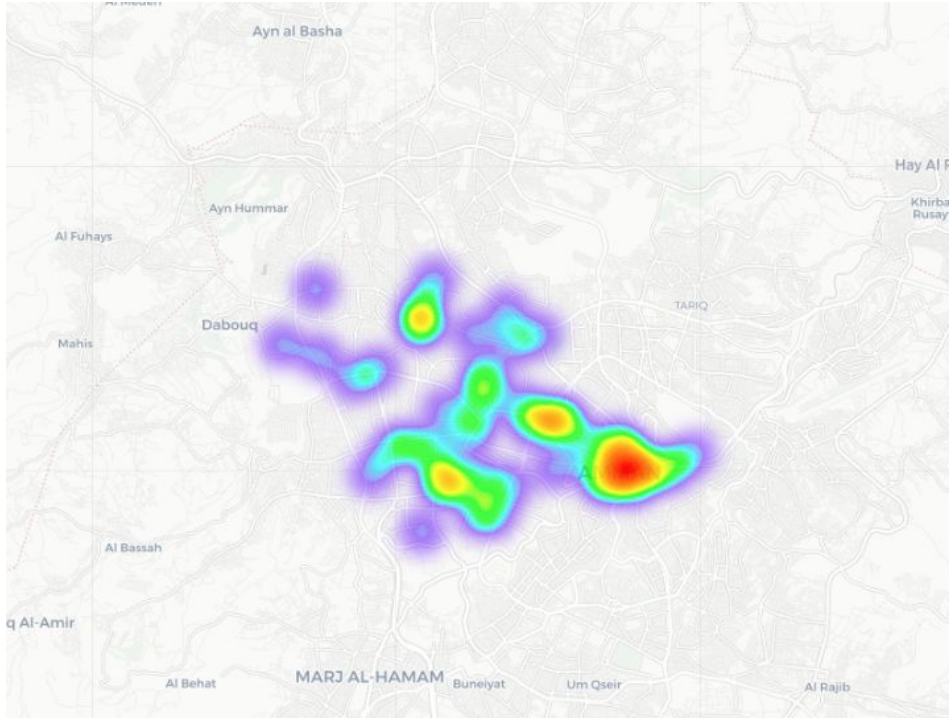 Ayn al Basha
Hay Al
Ayn Hummar
Khirba
Rusay
Al Fuhays
TARIQ
Dabouq
Mahis
A
Al Bassah
q Al-Amir
MARJ AL-HAMAM
Al Behat
Buneiyat
Um Qseir
Al Rajib